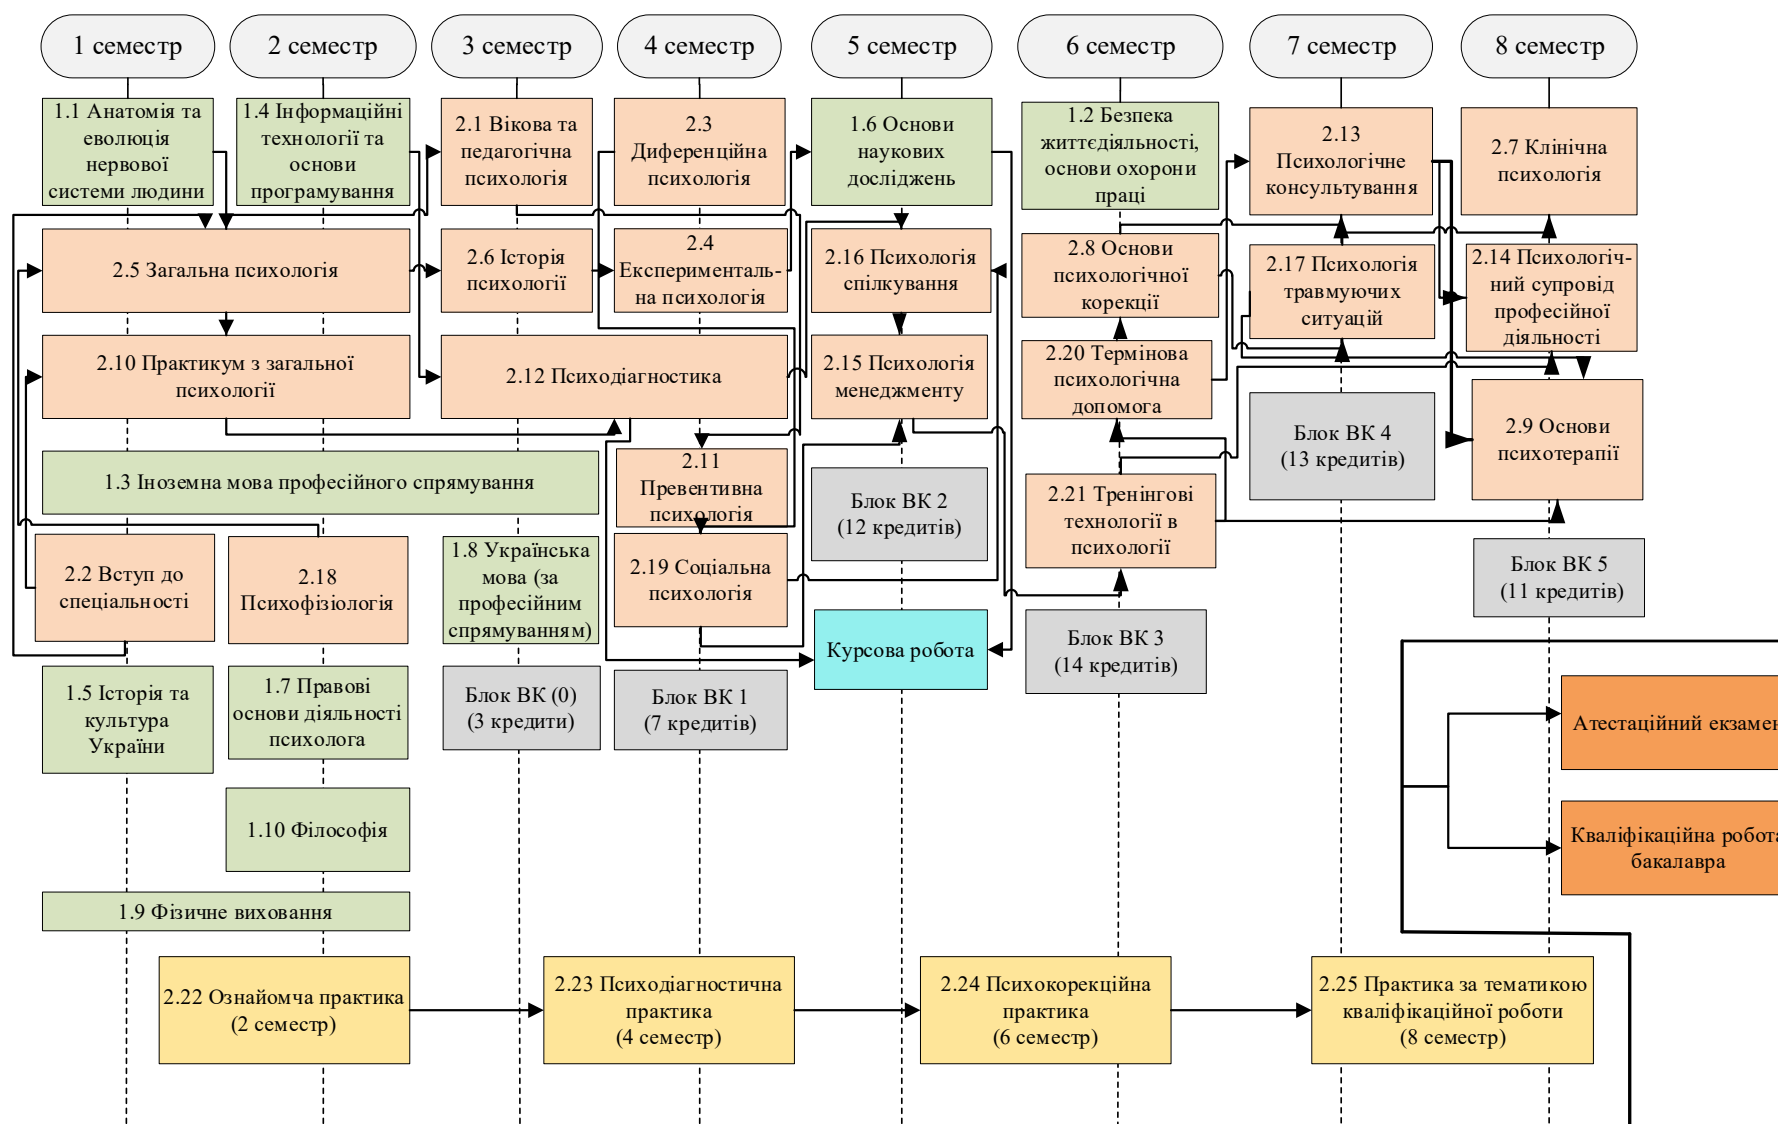 1 семестр
2 семестр
3 семестр
4 семестр
5 семестр
6 семестр
7 семестр
8 семестр
1.1 Анатомія та
еволюція
нервової
системи людини
1.4 Інформаційні
технології та
основи
програмування
2.1 Вікова та
педагогічна
психологія
2.3
Диференційна
психологія
1.6 Основи
наукових
досліджень
1.2 Безпека
життєдіяльності,
основи охорони
праці
2.13
Психологічне
консультування
2.7 Клінічна
психологія
2.5 Загальна психологія
2.6 Історія
психології
2.4
Експерименталь-
на психологія
2.16 Психологія
спілкування
2.8 Основи
психологічної
корекції
2.17 Психологія
травмуючих
ситуацій
2.14 Психологіч-
ний супровід
професійної
діяльності
2.10 Практикум з загальної
психології
2.12 Психодіагностика
2.15 Психологія
менеджменту
2.20 Термінова
психологічна
допомога
Блок ВК 4
(13 кредитів)
2.9 Основи
психотерапії
1.3 Іноземна мова професійного спрямування
2.11
Превентивна
психологія
Блок ВК 2
(12 кредитів)
2.21 Тренінгові
технології в
психології
2.2 Вступ до
спеціальності
2.18
Психофізіологія
1.8 Українська
мова (за
професійним
спрямуванням)
2.19 Соціальна
психологія
Блок ВК 5
(11 кредитів)
Курсова робота
Блок ВК 3
(14 кредитів)
1.5 Історія та
культура
України
1.7 Правові
основи діяльності
психолога
Блок ВК (0)
(3 кредити)
Блок ВК 1
(7 кредитів)
Атестаційний екзамен
1.10 Філософія
Кваліфікаційна робота
бакалавра
1.9 Фізичне виховання
2.22 Ознайомча практика
(2 семестр)
2.23 Психодіагностична
практика
(4 семестр)
2.24 Психокорекційна
практика
(6 семестр)
2.25 Практика за тематикою
кваліфікаційної роботи
(8 семестр)